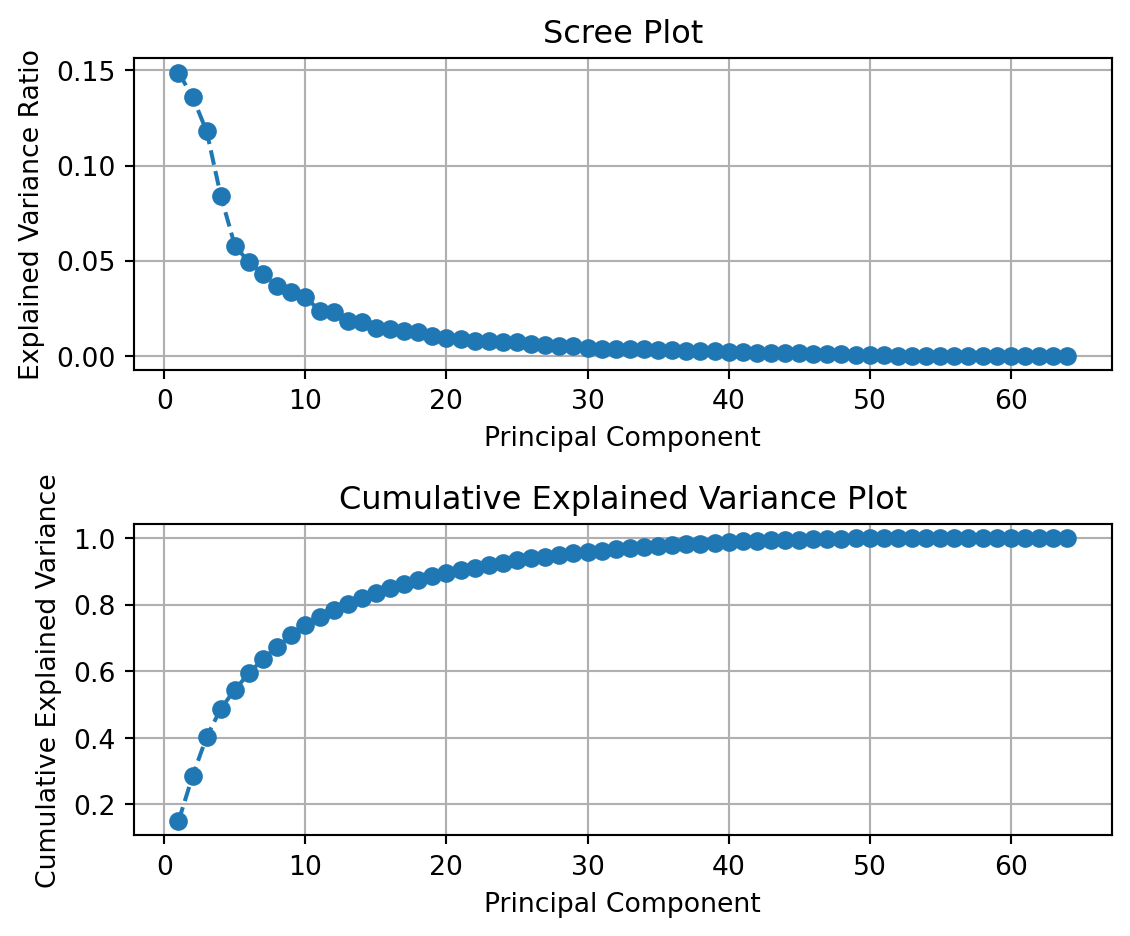 Scree Plot
Explained Variance Ratio
0.15
0.10
0.05
0.00
0 10 20 30 40 50 60
Principal Component
Cumulative Explained Variance Plot
Cumulative Explained Variance
1.0
0.8
0.6
0.4
0.2
0 10 20 30 40 50 60
Principal Component